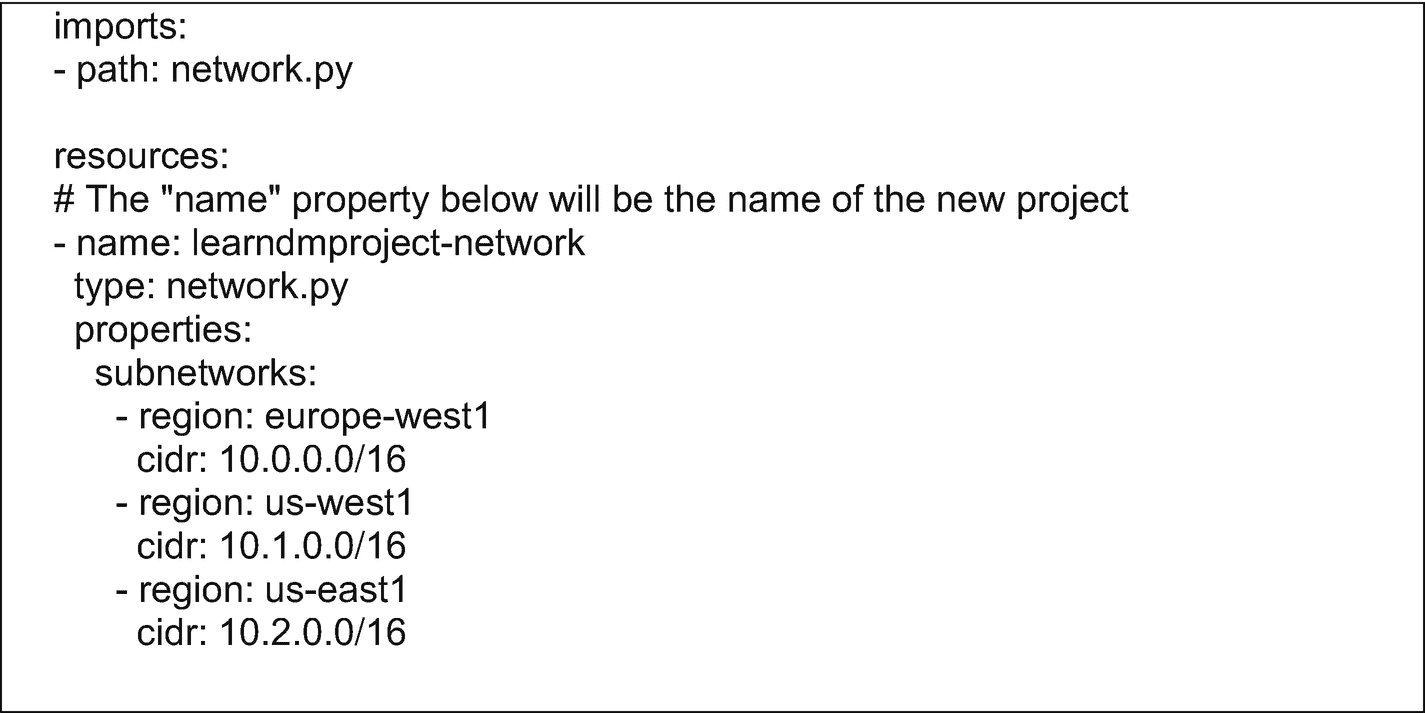 imports:
- path: network.py
resources:
# The "name" property below will be the name of the new project
- name: learndmproject-network
type: network.py
properties:
subnetworks:
- region: europe-west1
cidr: 10.0.0.0/16
- region: us-west1
cidr: 10.1.0.0/16
- region: us-east1
cidr: 10.2.0.0/16